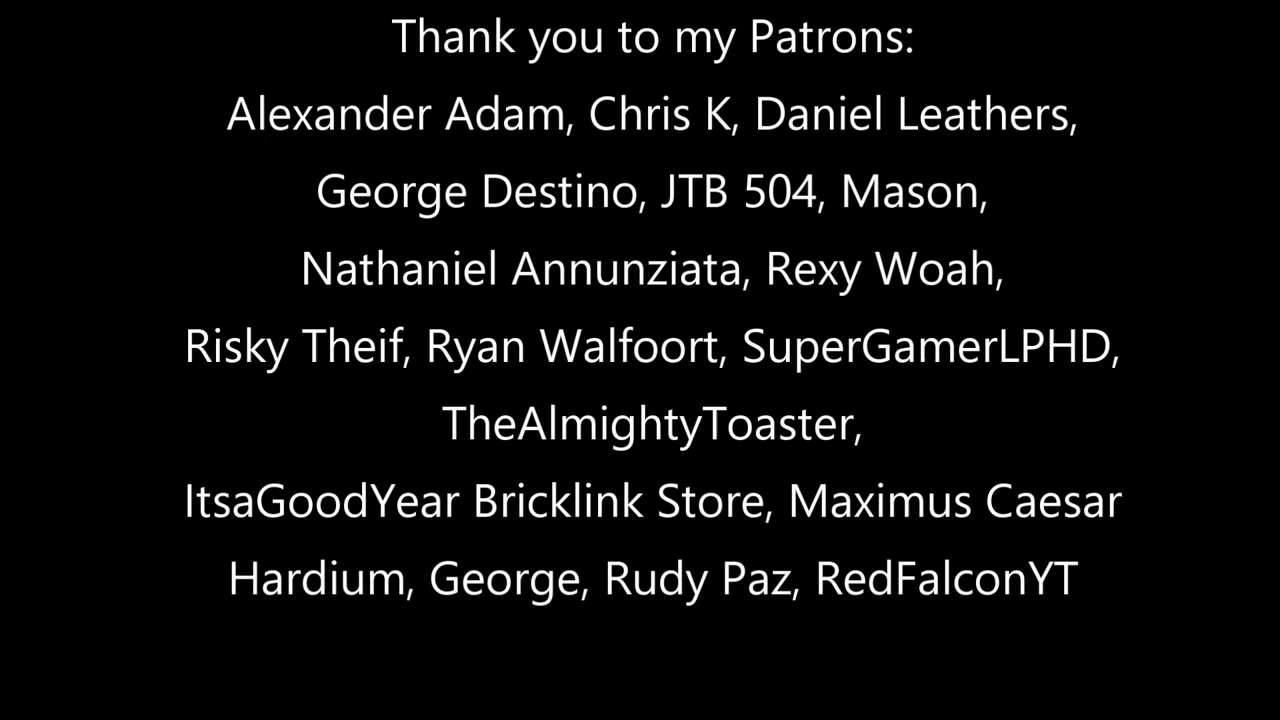 Thank you to my Patrons:
Alexander Adam, Chris K, Daniel Leathers,
George Destino, JTB 504, Mason,
Nathaniel Annunziata, Rexy Woah,
Risky Theif, Ryan Walfoort, SuperGamerLPHD,
TheAlmightyToaster,
ItsaGoodYear Bricklink Store, Maximus Caesar
Hardium, George, Rudy Paz, RedFalconYT